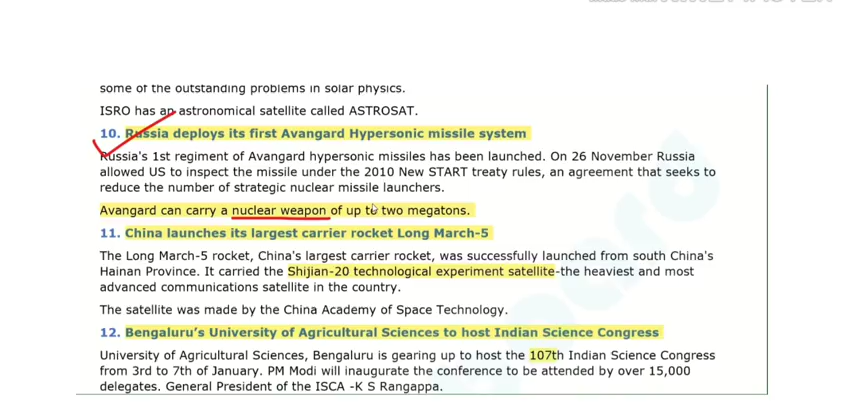 some of the outstanding problems in solar physics.
ISRO has an astronomical satellite called ASTROSAT.
10. Russia deploys its first Avangard Hypersonic missile system
Russia's 1st regiment of Avangard hypersonic missiles has been launched. On 26 November Russia
allowed US to inspect the missile under the 2010 New START treaty rules, an agreement that seeks to
reduce the number of strategic nuclear missile launchers.
Avangard can carry a nuclear weapon of up to two megatons.
11. China launches its largest carrier rocket Long March-5
The Long March-5 rocket, China's largest carrier rocket, was successfully launched from south China's
Hainan Province. It carried the Shijian-20 technological experiment satellite-the heaviest and most
advanced communications satellite in the country.
The satellite was made by the China Academy of Space Technology.
12. Bengaluru's University of Agricultural Sciences to host Indian Science Congress
University of Agricultural Sciences, Bengaluru is gearing up to host the 107th Indian Science Congress
from 3rd to 7th of January. PM Modi will inaugurate the conference to be attended by over 15,000
delegates. General President of the ISCA -K S Rangappa.